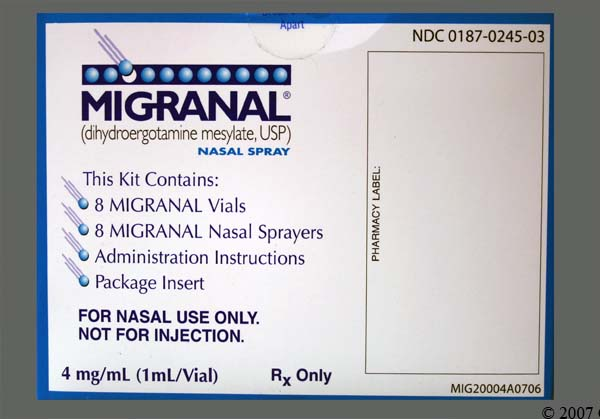 Apart
NDC 0187-0245-03
MIGRANAL®
(dihydroergotamine mesylate, USP)
NASAL SPRAY
This Kit Contains:
8 MIGRANAL Vials
8 MIGRANAL Nasal Sprayers
Administration Instructions
Package Insert
FOR NASAL USE ONLY.
NOT FOR INJECTION.
4 mg/mL (1mL/Vial)
Rx Only
PHARMACY LABEL:
MIG20004A0706
© 2007